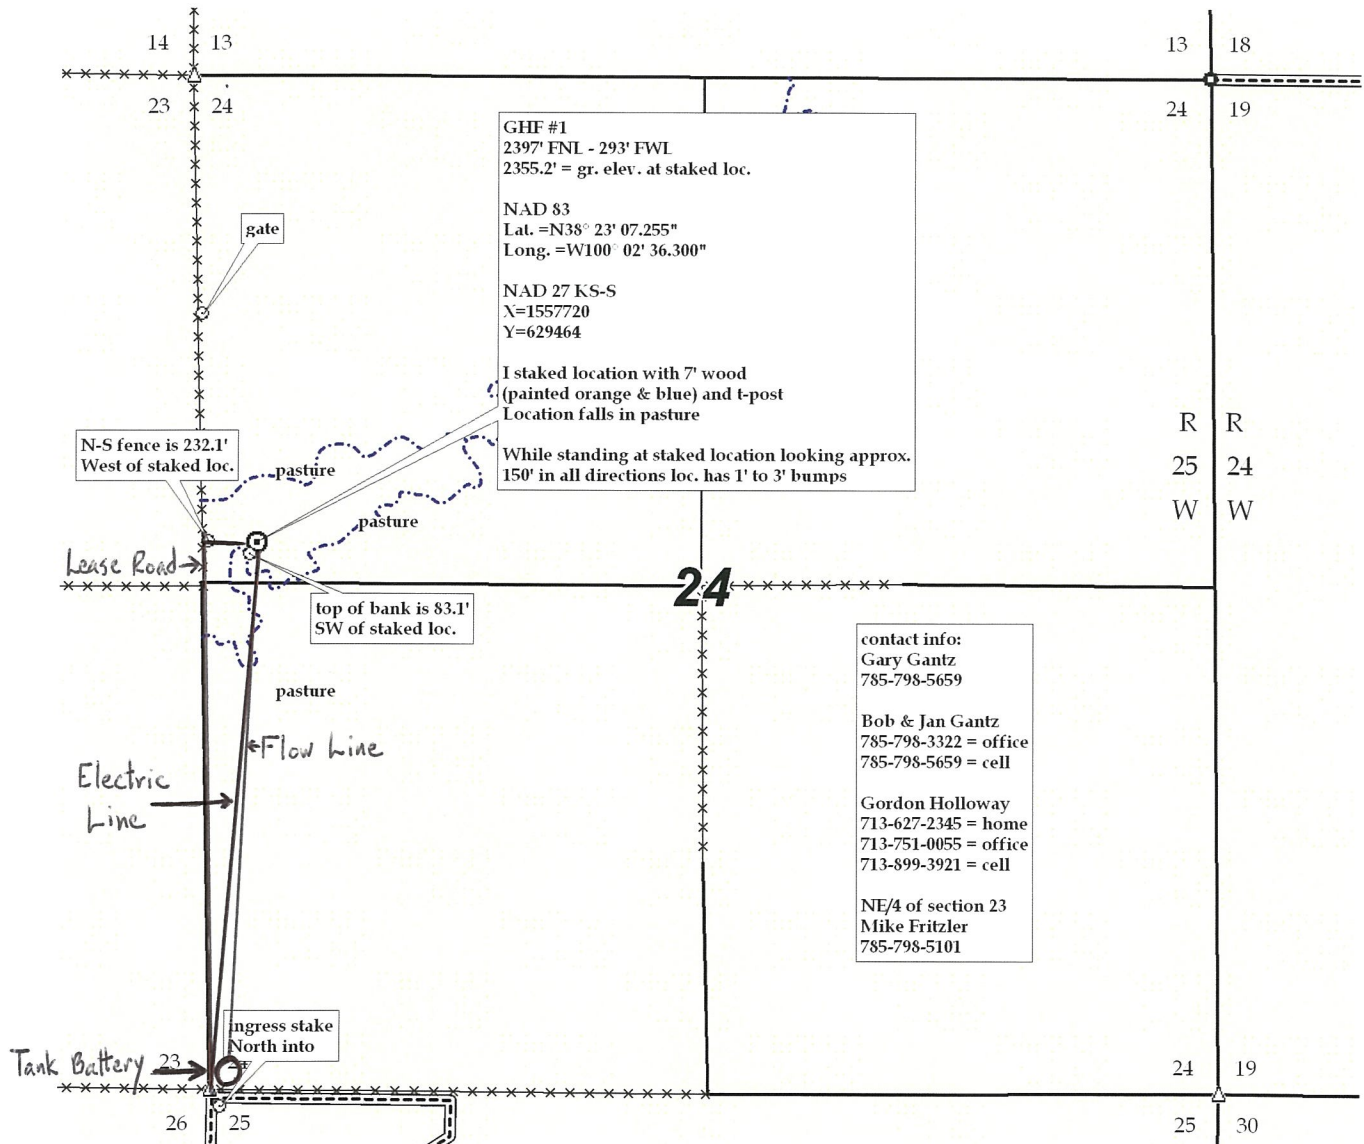 14 13
13 18
23 24
24 19
GHF #1
2397' FNL - 293' FWL
2355.2' = gr. elev. at staked loc.
NAD 83
Lat. =N38° 23' 07.255"
Long. =W100° 02' 36.300"
NAD 27 KS-S
X=1557720
Y=629464
I staked location with 7' wood
(painted orange & blue) and t-post
Location falls in pasture
While standing at staked location looking approx.
150' in all directions loc. has 1' to 3' bumps
gate
N-S fence is 232.1'
West of staked loc.
pasture
pasture
R R
25 24
W W
Lease Road
24
top of bank is 83.1'
SW of staked loc.
pasture
Flow Line
Electric
Line
contact info:
Gary Gantz
785-798-5659
Bob & Jan Gantz
785-798-3322 = office
785-798-5659 = cell
Gordon Holloway
713-627-2345 = home
713-751-0055 = office
713-899-3921 = cell
NE/4 of section 23
Mike Fritzler
785-798-5101
ingress stake
North into
Tank Battery
23 24
24 19
26 25
25 30